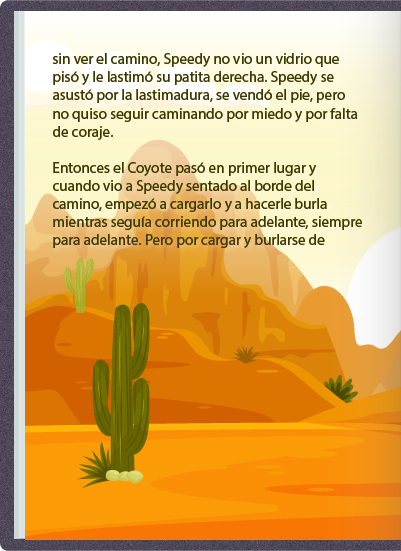 sin ver el camino, Speedy no vio un vidrio que
pisó y le lastimó su patita derecha. Speedy se
asustó por la lastimadura, se vendó el pie, pero
no quiso seguir caminando por miedo y por falta
de coraje.
Entonces el Coyote pasó en primer lugar y
cuando vio a Speedy sentado al borde del
camino, empezó a cargarlo y a hacerle burla
mientras seguía corriendo para adelante, siempre
para adelante. Pero por cargar y burlarse de